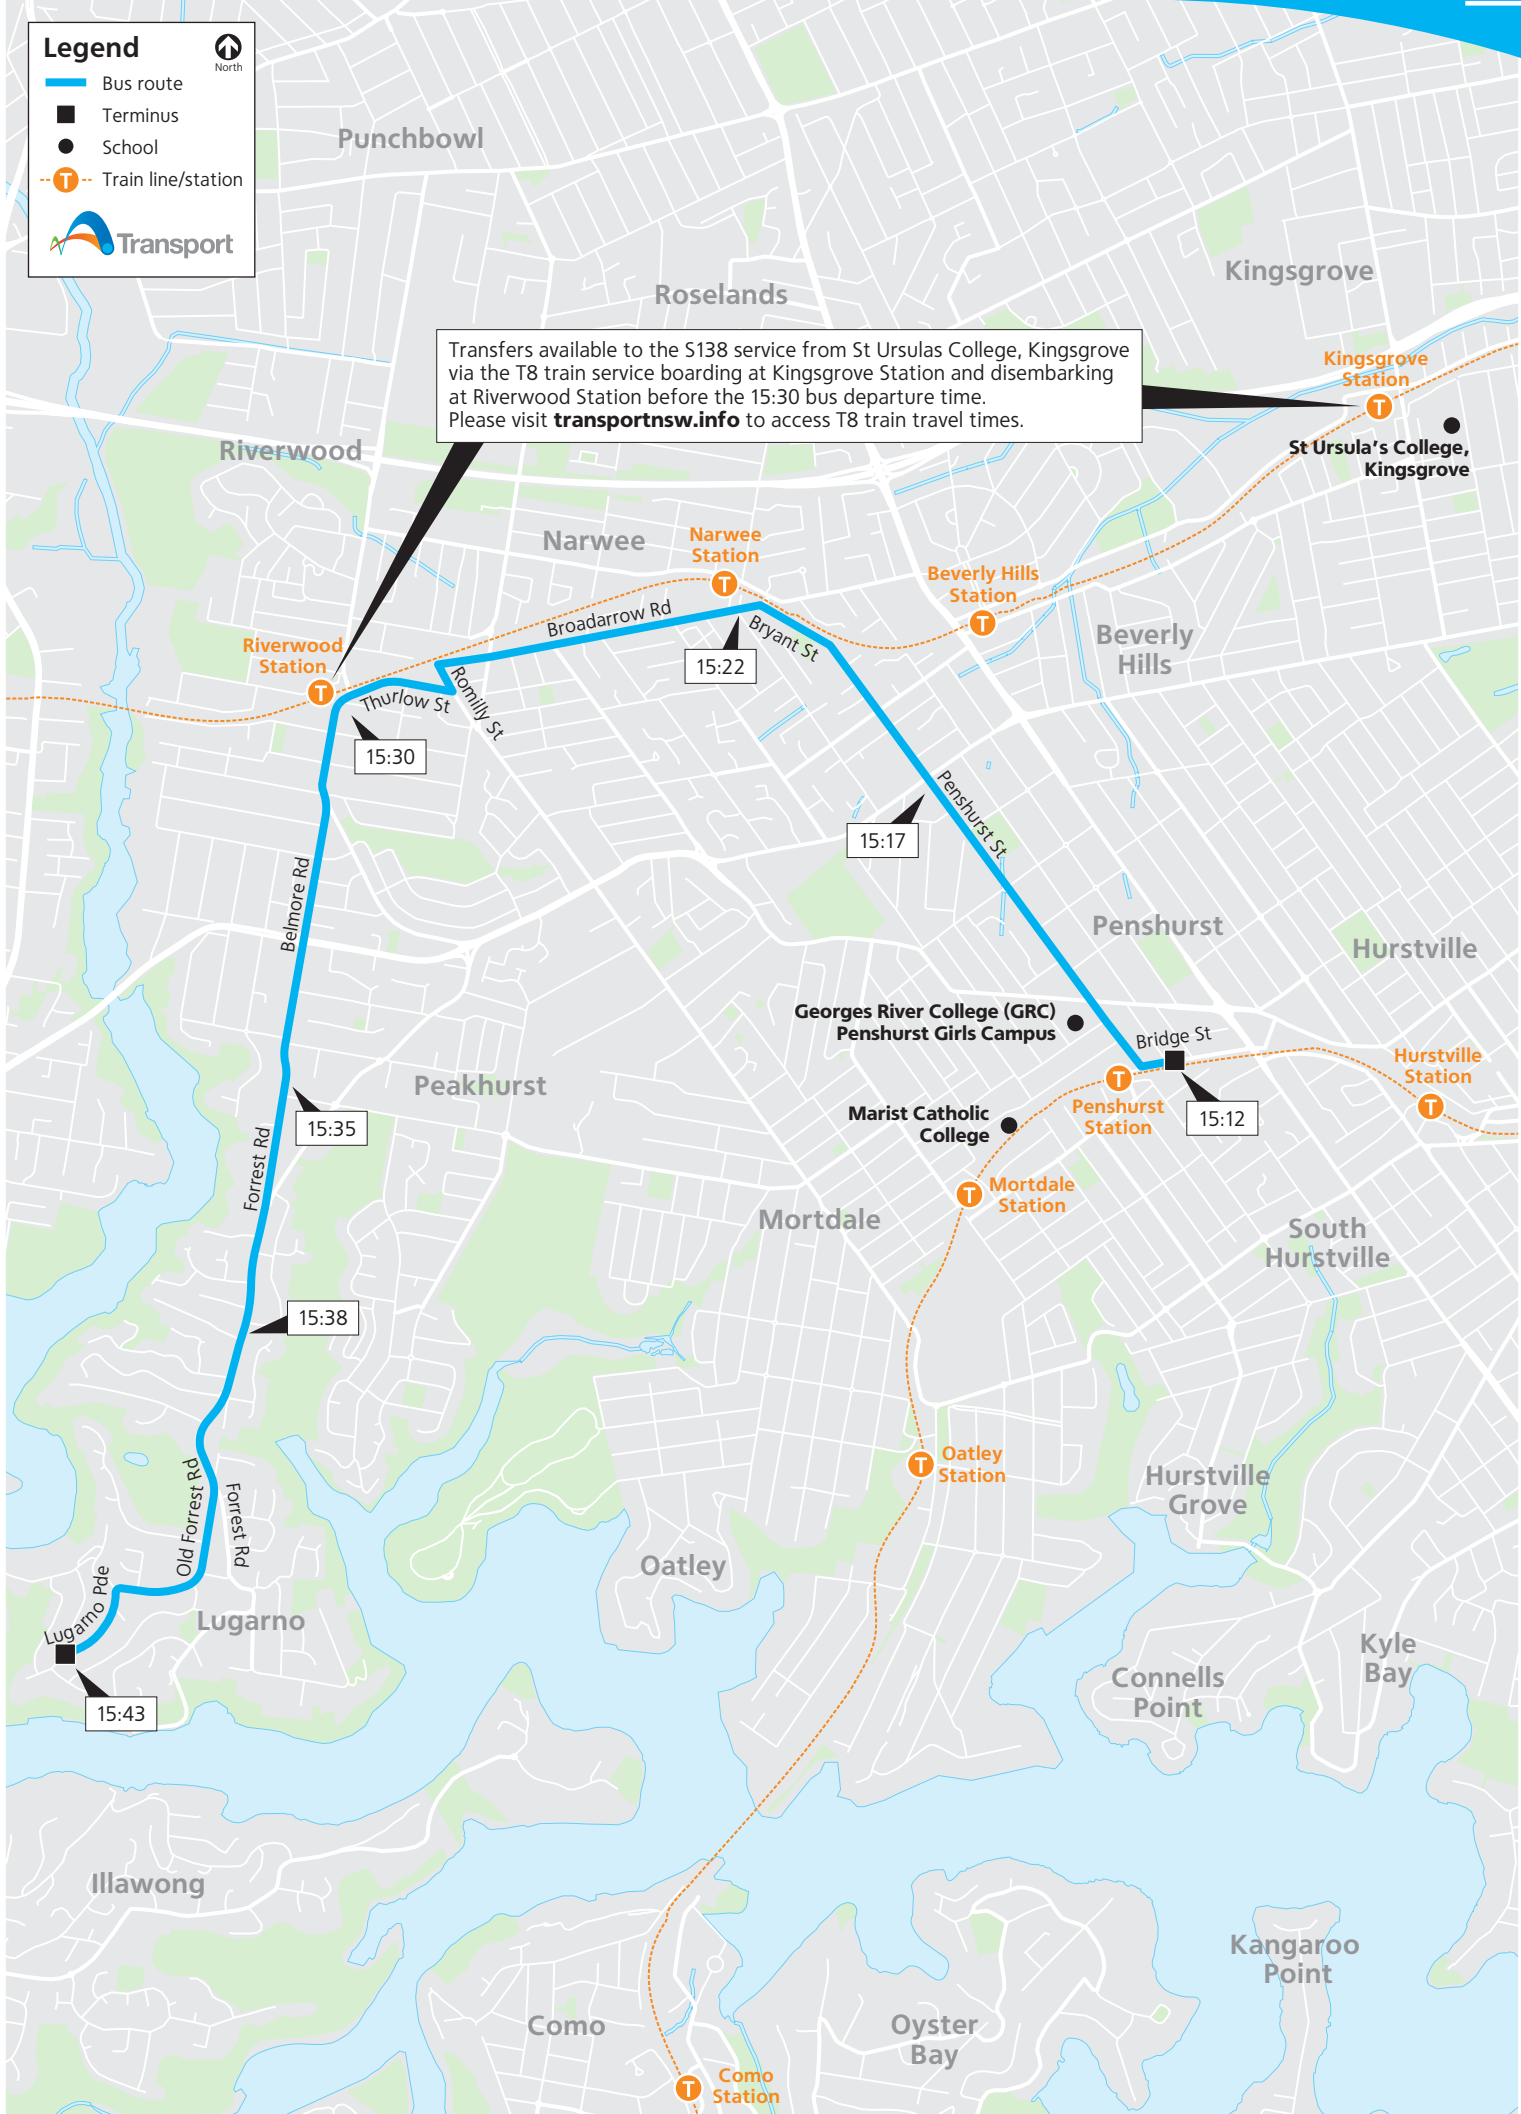 Legend
North
Bus route
Terminus
School
T
Train line/station
Transport
Punchbowl
Kingsgrove
Roselands
Transfers available to the S138 service from St Ursulas College, Kingsgrove
via the T8 train service boarding at Kingsgrove Station and disembarking
at Riverwood Station before the 15:30 bus departure time.
Please visit transportnsw.info to access T8 train travel times.
Kingsgrove
Station
T
St Ursula's College,
Kingsgrove
Riverwood
Narwee
Narwee
Station
T
Beverly Hills
Station
T
Broadarrow Rd
Bryant St
Beverly
Hills
Riverwood
Station
T
15:22
Romilly St
Thurlow St
15:30
Penshurst St
15:17
Belmore Rd
Penshurst
Hurstville
Georges River College (GRC)
Penshurst Girls Campus
Bridge St
Hurstville
Station
T
Peakhurst
T
Penshurst
Station
15:12
Marist Catholic
College
15:35
Forrest Rd
T
Mortdale
Station
Mortdale
South
Hurstville
15:38
T
Oatley
Station
Hurstville
Grove
Old Forrest Rd
Forrest Rd
Oatley
Lugarno Pde
Lugarno
Kyle
Bay
Connells
Point
15:43
Illawong
Kangaroo
Point
Como
Oyster
Bay
T
Como
Station